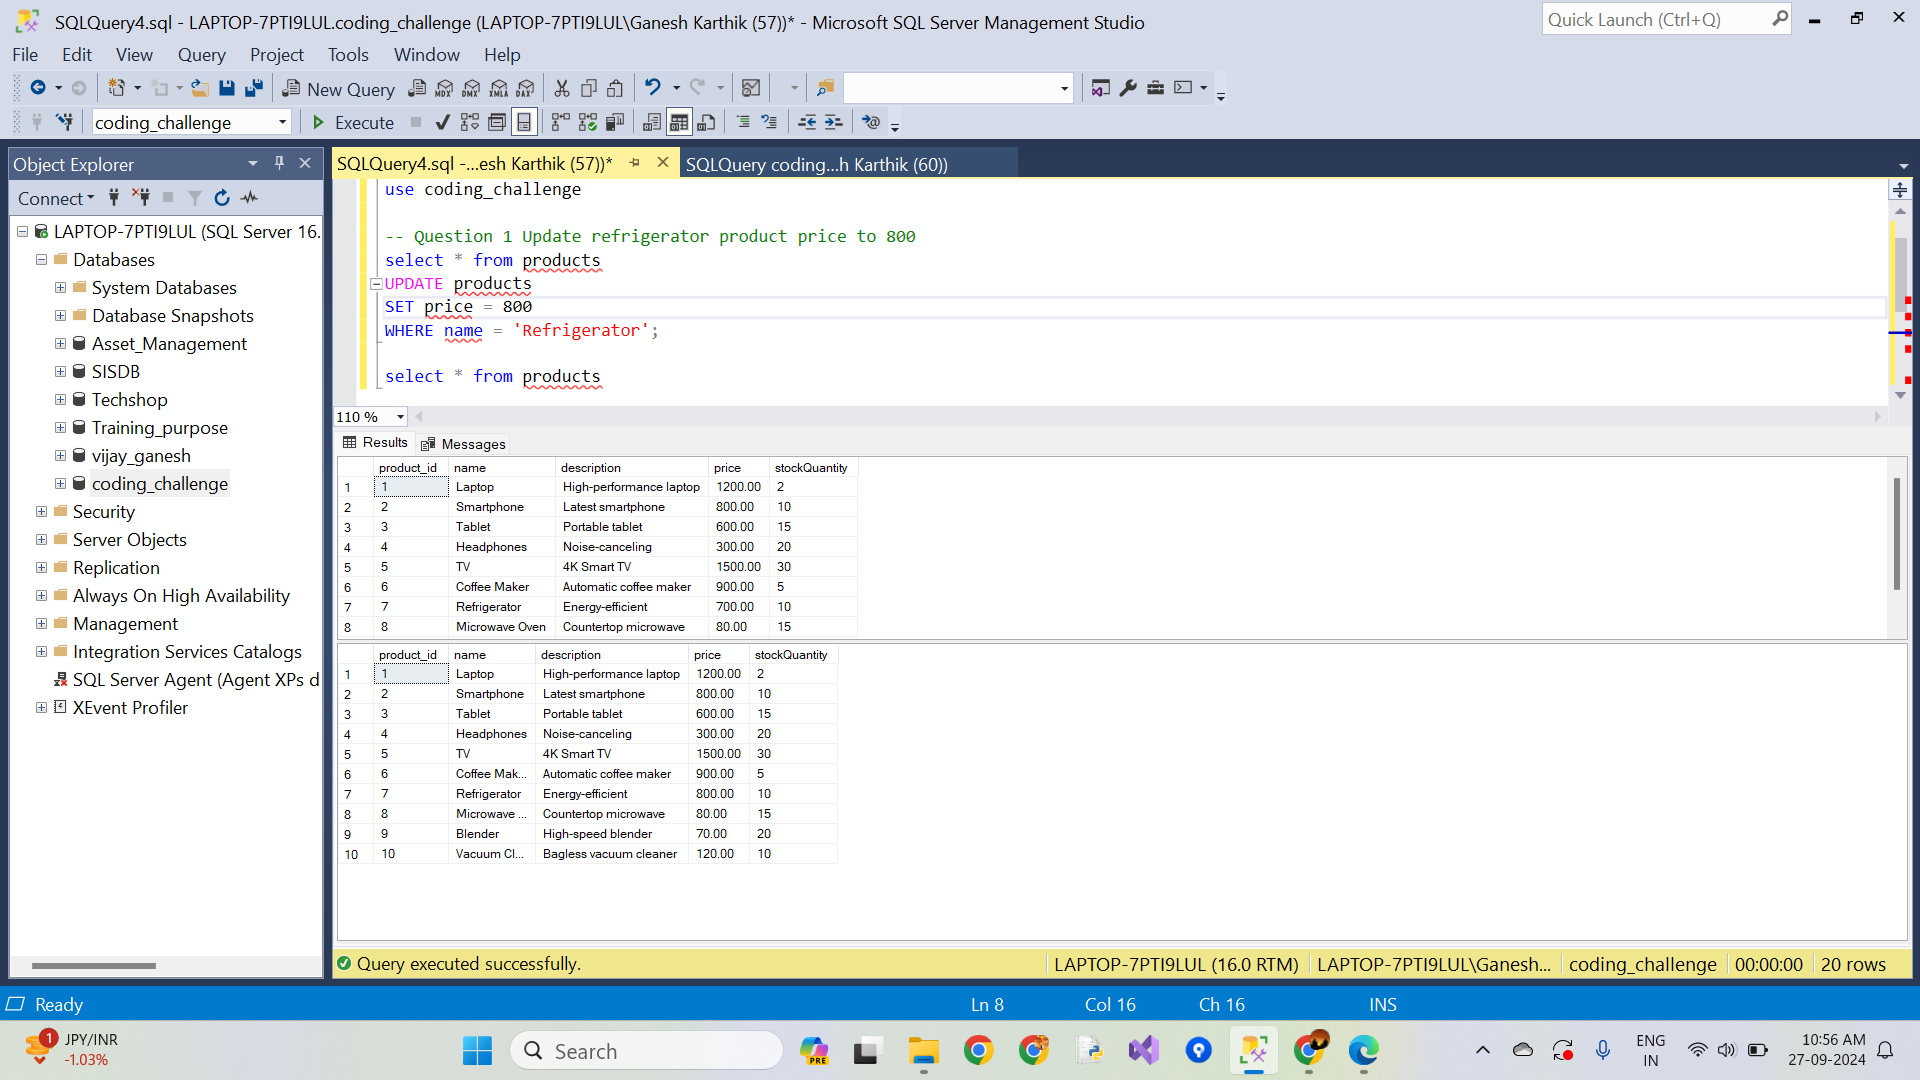 SQLQuery4.sql - LAPTOP-7PTI9LUL.coding_challenge (LAPTOP-7PTI9LUL\Ganesh Karthik (57))* - Microsoft SQL Server Management Studio
Quick Launch (Ctrl+Q)
File Edit View Query Project Tools Window Help
New Query
MDX DMX XMLA DAX
coding_challenge
Execute
Object Explorer
Connect
LAPTOP-7PTI9LUL (SQL Server 16.
Databases
System Databases
Database Snapshots
Asset_Management
SISDB
Techshop
Training_purpose
vijay_ganesh
coding_challenge
Security
Server Objects
Replication
Always On High Availability
Management
Integration Services Catalogs
SQL Server Agent (Agent XPs d
XEvent Profiler
SQLQuery4.sql -...esh Karthik (57))*
SQLQuery coding...h Karthik (60))
use coding_challenge
-- Question 1 Update refrigerator product price to 800
select * from products
UPDATE products
SET price = 800
WHERE name = 'Refrigerator';
select * from products
110 %
Results Messages
product_id name description price stockQuantity
1 1 Laptop High-performance laptop 1200.00 2
2 2 Smartphone Latest smartphone 800.00 10
3 3 Tablet Portable tablet 600.00 15
4 4 Headphones Noise-canceling 300.00 20
5 5 TV 4K Smart TV 1500.00 30
6 6 Coffee Maker Automatic coffee maker 900.00 5
7 7 Refrigerator Energy-efficient 700.00 10
8 8 Microwave Oven Countertop microwave 80.00 15
product_id name description price stockQuantity
1 1 Laptop High-performance laptop 1200.00 2
2 2 Smartphone Latest smartphone 800.00 10
3 3 Tablet Portable tablet 600.00 15
4 4 Headphones Noise-canceling 300.00 20
5 5 TV 4K Smart TV 1500.00 30
6 6 Coffee Mak... Automatic coffee maker 900.00 5
7 7 Refrigerator Energy-efficient 800.00 10
8 8 Microwave ... Countertop microwave 80.00 15
9 9 Blender High-speed blender 70.00 20
10 10 Vacuum Cl... Bagless vacuum cleaner 120.00 10
Query executed successfully.
LAPTOP-7PTI9LUL (16.0 RTM)
LAPTOP-7PTI9LUL\Ganesh...
coding_challenge
00:00:00
20 rows
Ready
Ln 8
Col 16
Ch 16
INS
1
JPY/INR
-1.03%
Search
PRE
ENG
IN
10:56 AM
27-09-2024